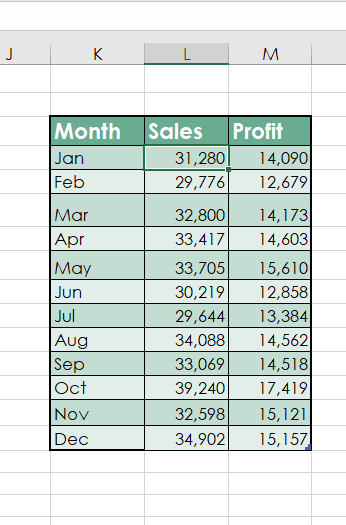 J K L M
Month Sales Profit
Jan 31,280 14,090
Feb 29,776 12,679
Mar 32,800 14,173
Apr 33,417 14,603
May 33,705 15,610
Jun 30,219 12,858
Jul 29,644 13,384
Aug 34,088 14,562
Sep 33,069 14,518
Oct 39,240 17,419
Nov 32,598 15,121
Dec 34,902 15,157